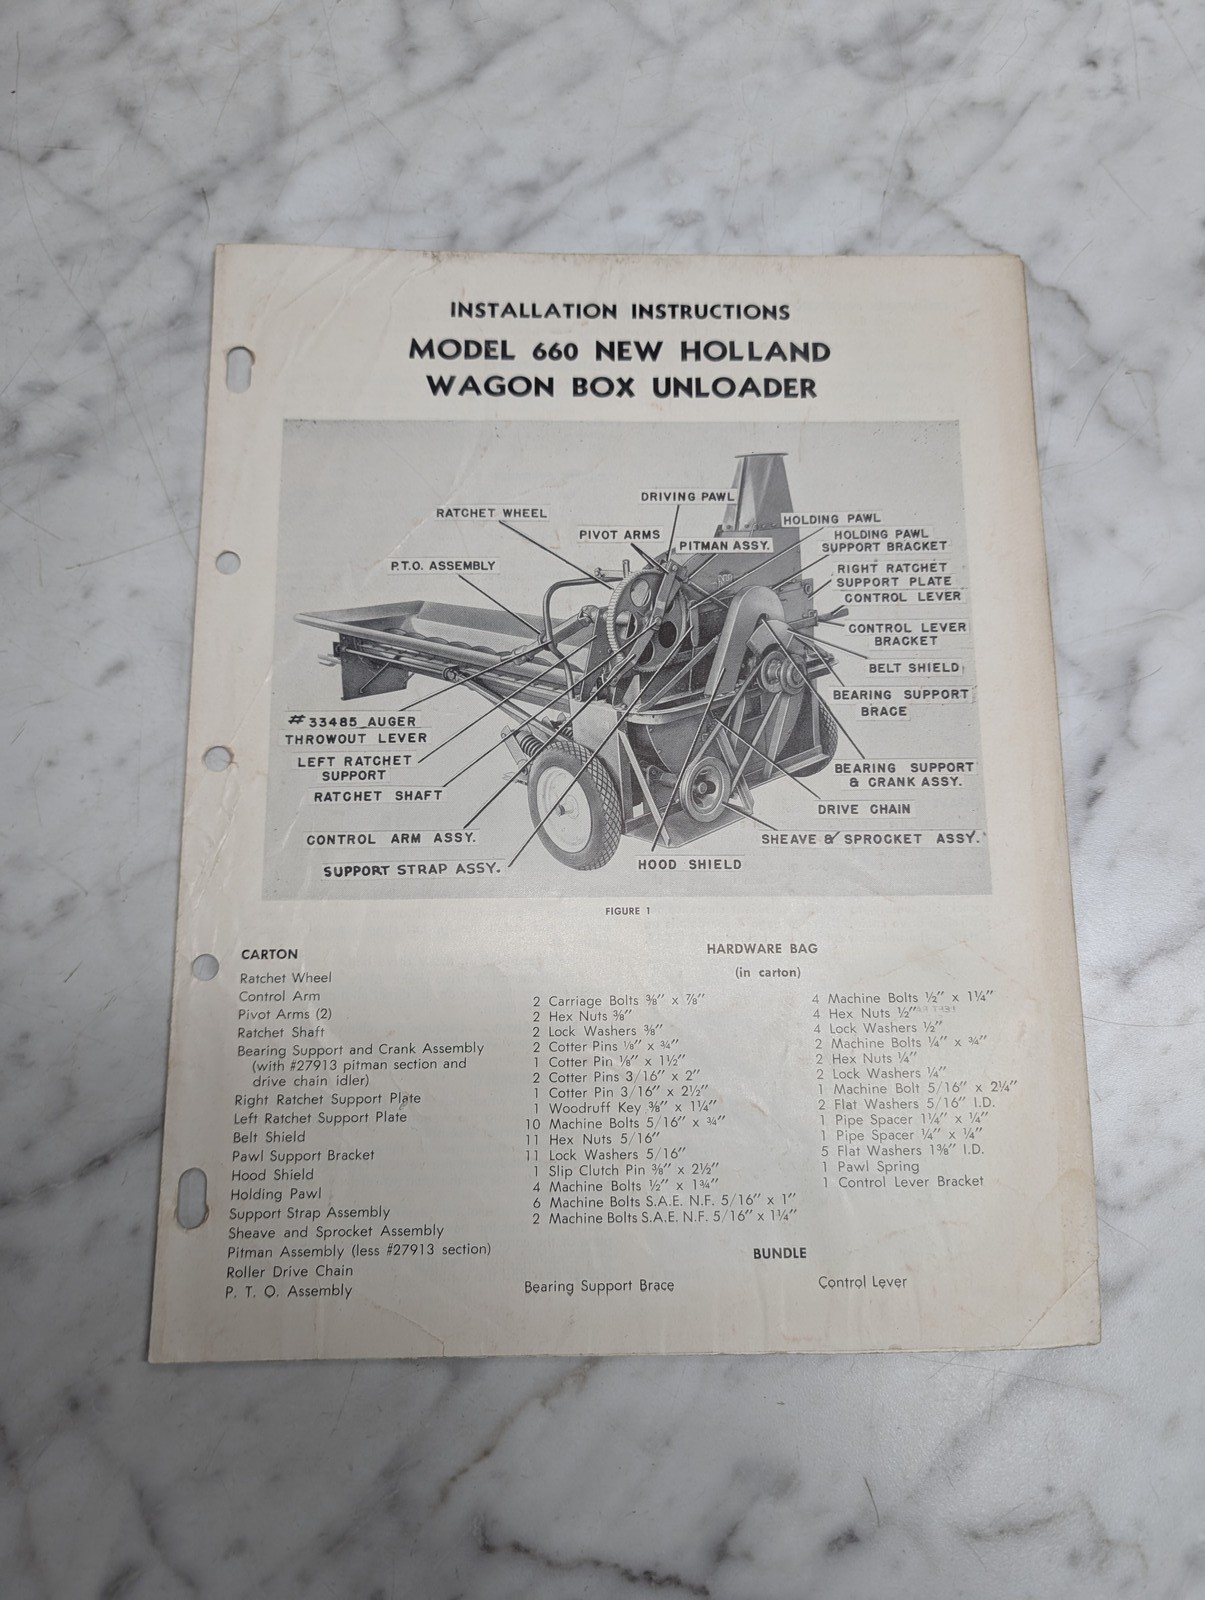 INSTALLATION INSTRUCTIONS
MODEL 660 NEW HOLLAND
WAGON BOX UNLOADER
DRIVING PAWL
RATCHET WHEEL
HOLDING PAWL
PIVOT ARMS
PITMAN ASSY.
HOLDING PAWL
SUPPORT BRACKET
P.T.O. ASSEMBLY
RIGHT RATCHET
SUPPORT PLATE
CONTROL LEVER
CONTROL LEVER
BRACKET
BELT SHIELD
BEARING SUPPORT
BRACE
# 33485 AUGER
THROWOUT LEVER
LEFT RATCHET
SUPPORT
BEARING SUPPORT
& CRANK ASSY.
RATCHET SHAFT
DRIVE CHAIN
CONTROL ARM ASSY.
SHEAVE & SPROCKET ASSY.
SUPPORT STRAP ASSY.
HOOD SHIELD
FIGURE 1
CARTON
Ratchet Wheel
Control Arm
Pivot Arms (2)
Ratchet Shaft
Bearing Support and Crank Assembly
(with #27913 pitman section and
drive chain idler)
Right Ratchet Support Plate
Left Ratchet Support Plate
Belt Shield
Pawl Support Bracket
Hood Shield
Holding Pawl
Support Strap Assembly
Sheave and Sprocket Assembly
Pitman Assembly (less #27913 section)
Roller Drive Chain
P. T. O. Assembly
HARDWARE BAG
(in carton)
2 Carriage Bolts ⅜″ x ⅞″
2 Hex Nuts ⅜″
2 Lock Washers ⅜″
2 Cotter Pins ⅛″ x ¾″
1 Cotter Pin ⅛″ x 1½″
2 Cotter Pins 3/16″ x 2″
1 Cotter Pin 3/16″ x 2½″
1 Woodruff Key ⅜″ x 1¼″
10 Machine Bolts 5/16″ x ¾″
11 Hex Nuts 5/16″
11 Lock Washers 5/16″
1 Slip Clutch Pin ⅜″ x 2½″
4 Machine Bolts ½″ x 1¾″
6 Machine Bolts S.A.E. N.F. 5/16″ x 1″
2 Machine Bolts S.A.E. N.F. 5/16″ x 1¼″
4 Machine Bolts ½″ x 1¼″
4 Hex Nuts ½″
4 Lock Washers ½″
2 Machine Bolts ¼″ x ¾″
2 Hex Nuts ¼″
2 Lock Washers ¼″
1 Machine Bolt 5/16″ x 2¼″
2 Flat Washers 5/16″ I.D.
1 Pipe Spacer 1¼″ x ¼″
1 Pipe Spacer ¼″ x ¼″
5 Flat Washers 1⅜″ I.D.
1 Pawl Spring
1 Control Lever Bracket
BUNDLE
Bearing Support Brace
Control Lever